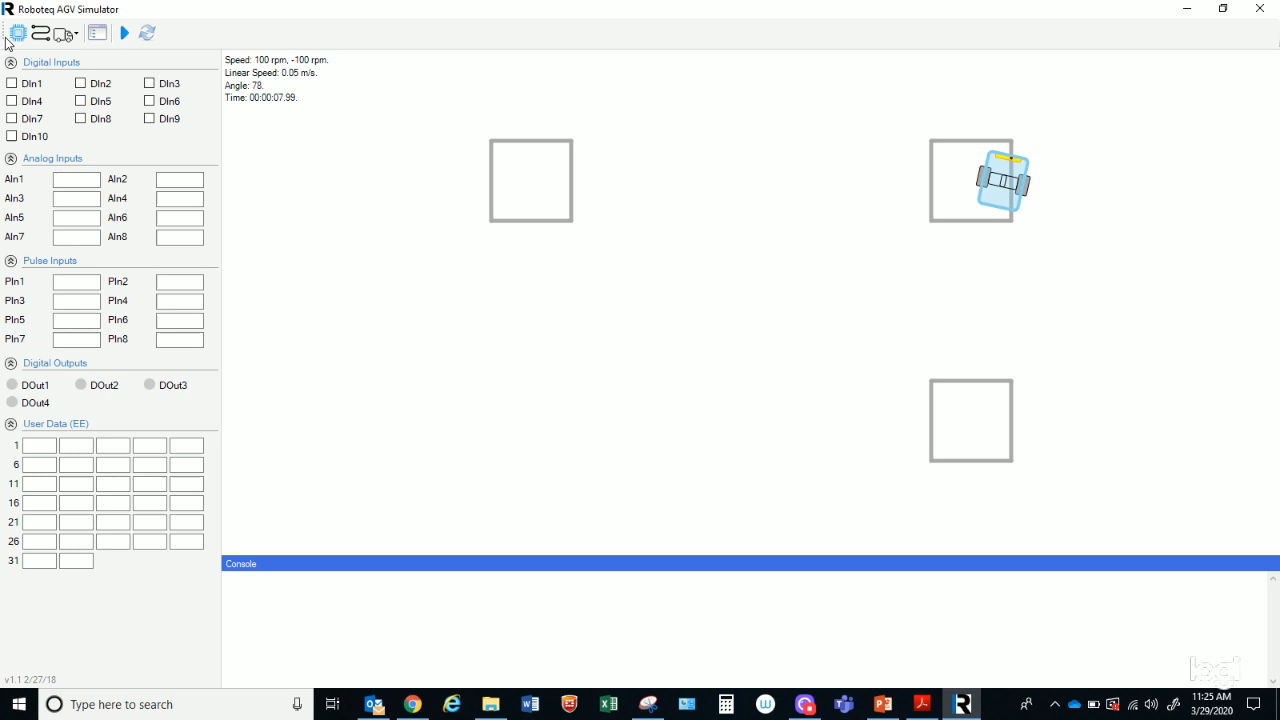 Roboteq AGV Simulator
Digital Inputs
DIn1 DIn2 DIn3
DIn4 DIn5 DIn6
DIn7 DIn8 DIn9
DIn10
Analog Inputs
AIn1 AIn2
AIn3 AIn4
AIn5 AIn6
AIn7 AIn8
Pulse Inputs
PIn1 PIn2
PIn3 PIn4
PIn5 PIn6
PIn7 PIn8
Digital Outputs
DOut1 DOut2 DOut3
DOut4
User Data (EE)
1
6
11
16
21
26
31
v1.1 2/27/18
Speed: 100 rpm, -100 rpm.
Linear Speed: 0.05 m/s.
Angle: 78.
Time: 00:00:07.99.
Console
logi
Type here to search
11:25 AM
3/29/2020